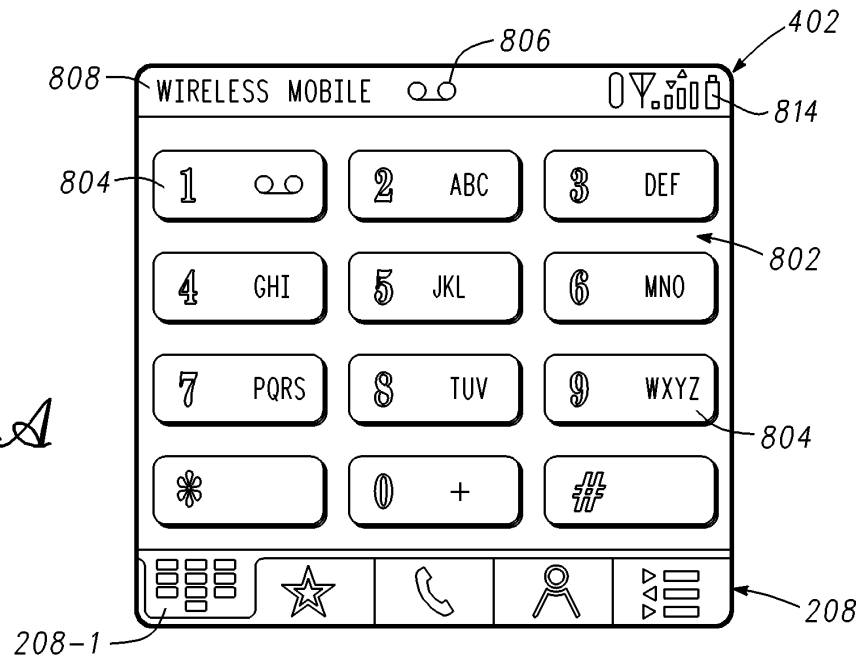 806
402
808 WIRELESS MOBILE
814
804 1 2 ABC 3 DEF
802
4 GHI 5 JKL 6 MNO
7 PQRS 8 TUV 9 WXYZ
A
804
* 0 + #
208
208-1